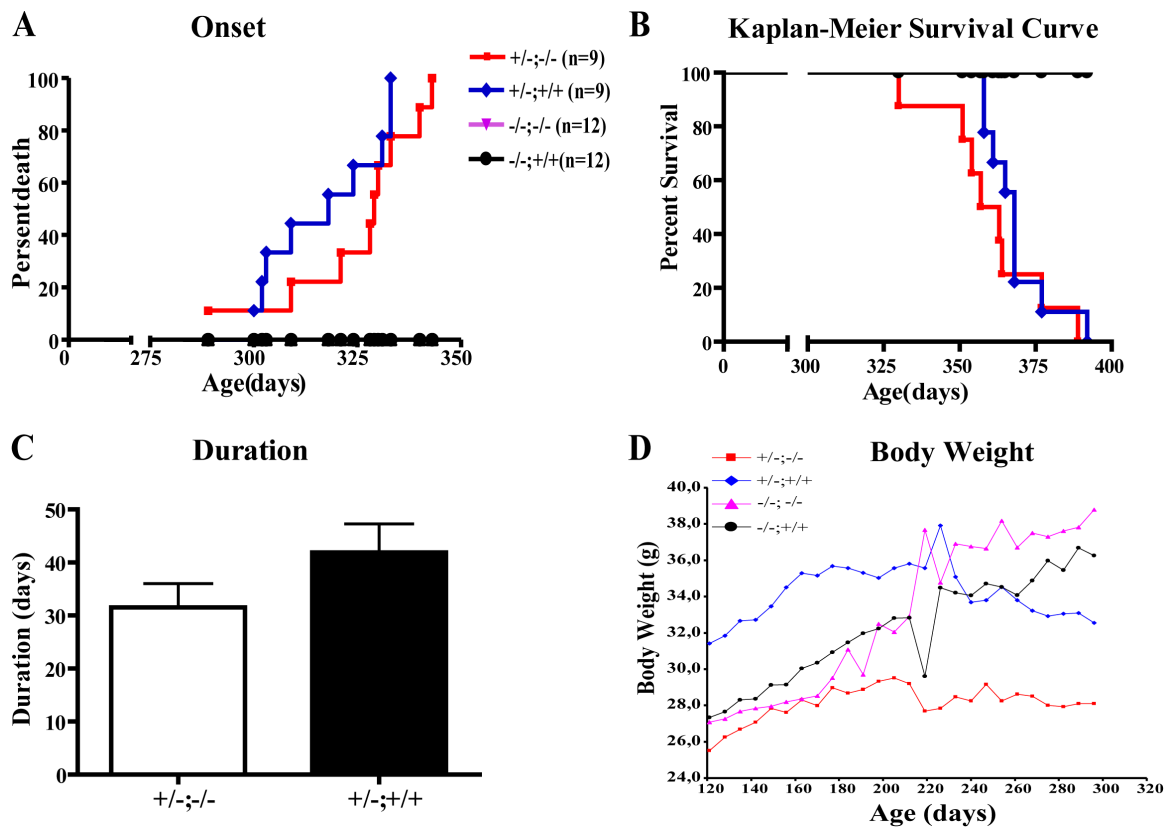 A
Onset
+/-;-/- (n=9)
+/-;+/+ (n=9)
-/-;-/- (n=12)
-/-;+/+(n=12)
Persentdeath
100
80
60
40
20
0
0
275
300
325
350
Age(days)
B
Kaplan-Meier Survival Curve
Percent Survival
100
80
60
40
20
0
0
300
325
350
375
400
Age(days)
C
Duration
Duration (days)
50
40
30
20
10
0
+/-;-/-
+/-;+/+
D
Body Weight
+/-;-/-
+/-;+/+
-/-; -/-
-/-;+/+
Body Weight (g)
40,0
38,0
36,0
34,0
32,0
30,0
28,0
26,0
24,0
120
140
160
180
200
220
240
260
280
300
320
Age (days)